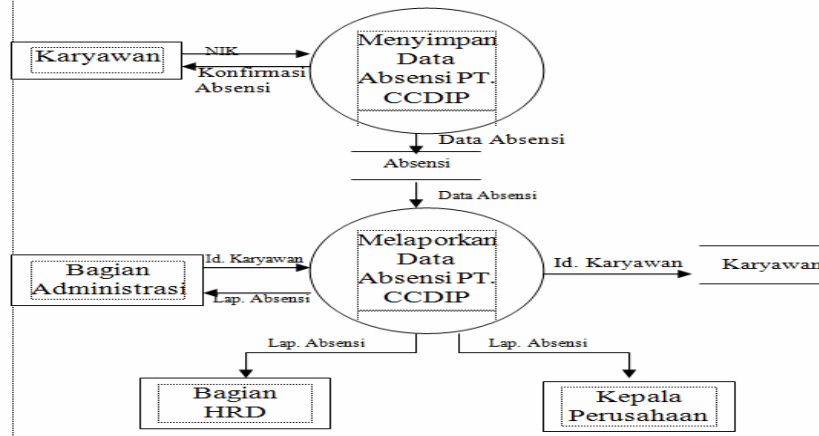 Karyawan
NIK
Konfirmasi
Absensi
Menyimpan
Data
Absensi PT.
CCDIP
Data Absensi
Absensi
Data Absensi
Bagian
Administrasi
Id. Karyawan
Lap. Absensi
Melaporkan
Data
Absensi PT.
CCDIP
Id. Karyawan
Karyawan
Lap. Absensi
Lap. Absensi
Bagian
HRD
Kepala
Perusahaan